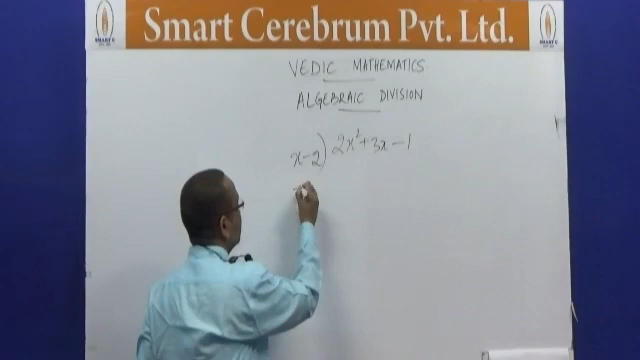 Smart Cerebrum Pvt. Ltd.
VEDIC MATHEMATICS
ALGEBRAIC DIVISION
x-2) 2x²+3x-1